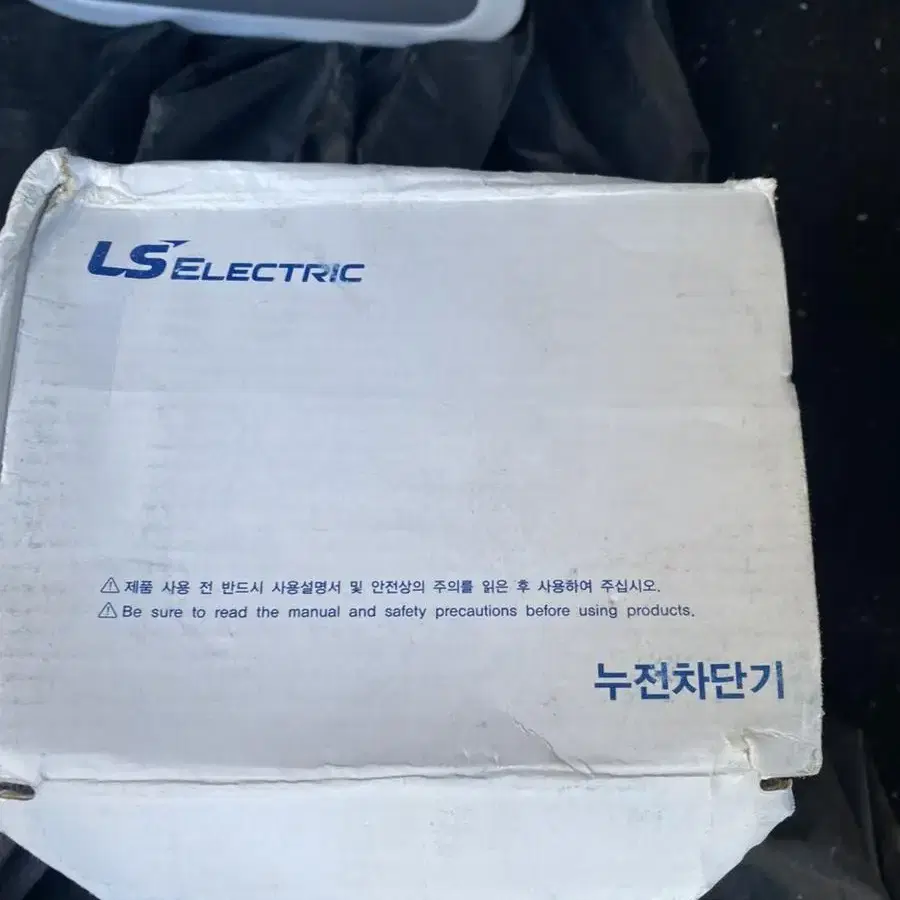 LS ELECTRIC
⚠ 제품 사용 전 반드시 사용설명서 및 안전상의 주의를 읽은 후 사용하여 주십시오.
⚠ Be sure to read the manual and safety precautions before using products.
누전차단기